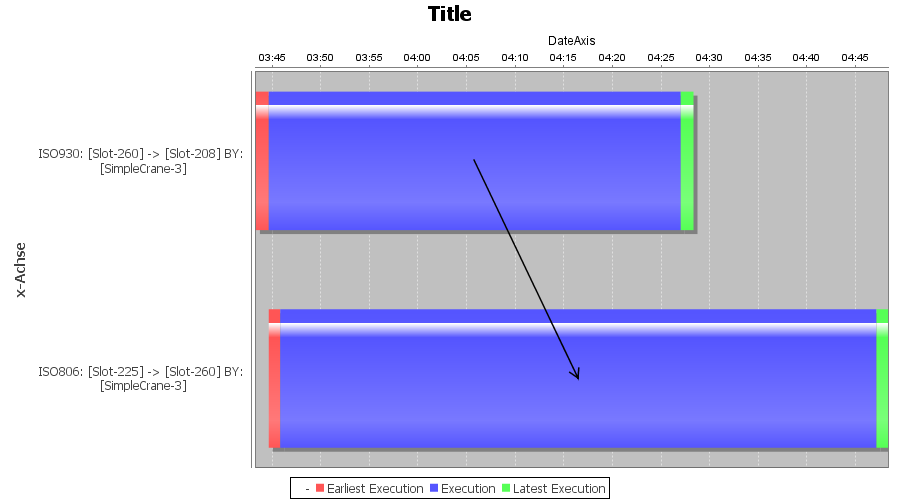 Title
DateAxis
03:45 03:50 03:55 04:00 04:05 04:10 04:15 04:20 04:25 04:30 04:35 04:40 04:45
x-Achse
ISO930: [Slot-260] -> [Slot-208] BY:
[SimpleCrane-3]
ISO806: [Slot-225] -> [Slot-260] BY:
[SimpleCrane-3]
- Earliest Execution Execution Latest Execution